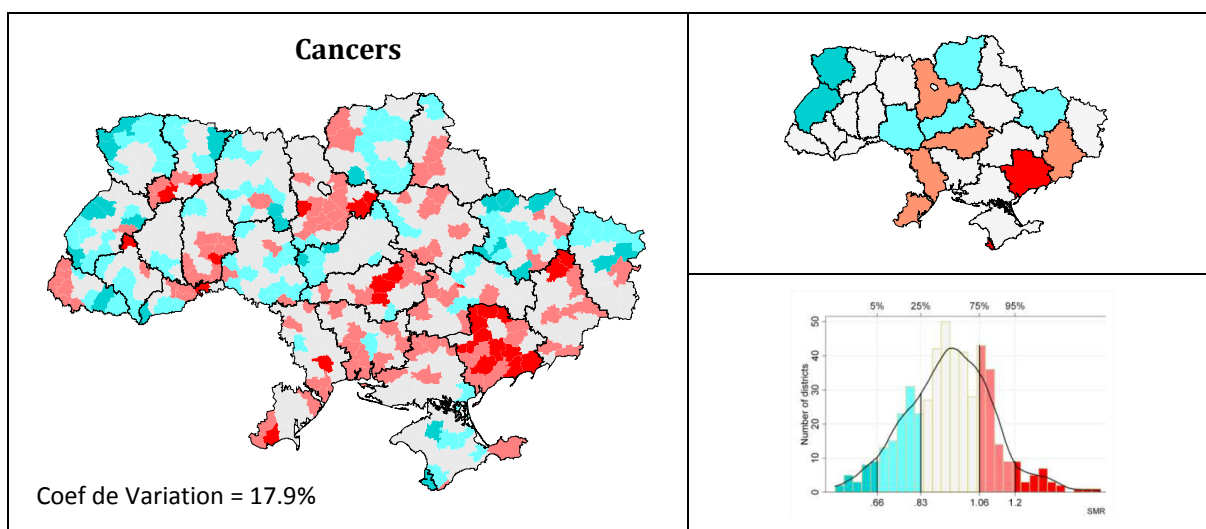 Cancers
Coef de Variation = 17.9%
5% 25% 75% 95%
Number of districts
50
40
30
20
10
0
.66 .83 1.06 1.2
SMR